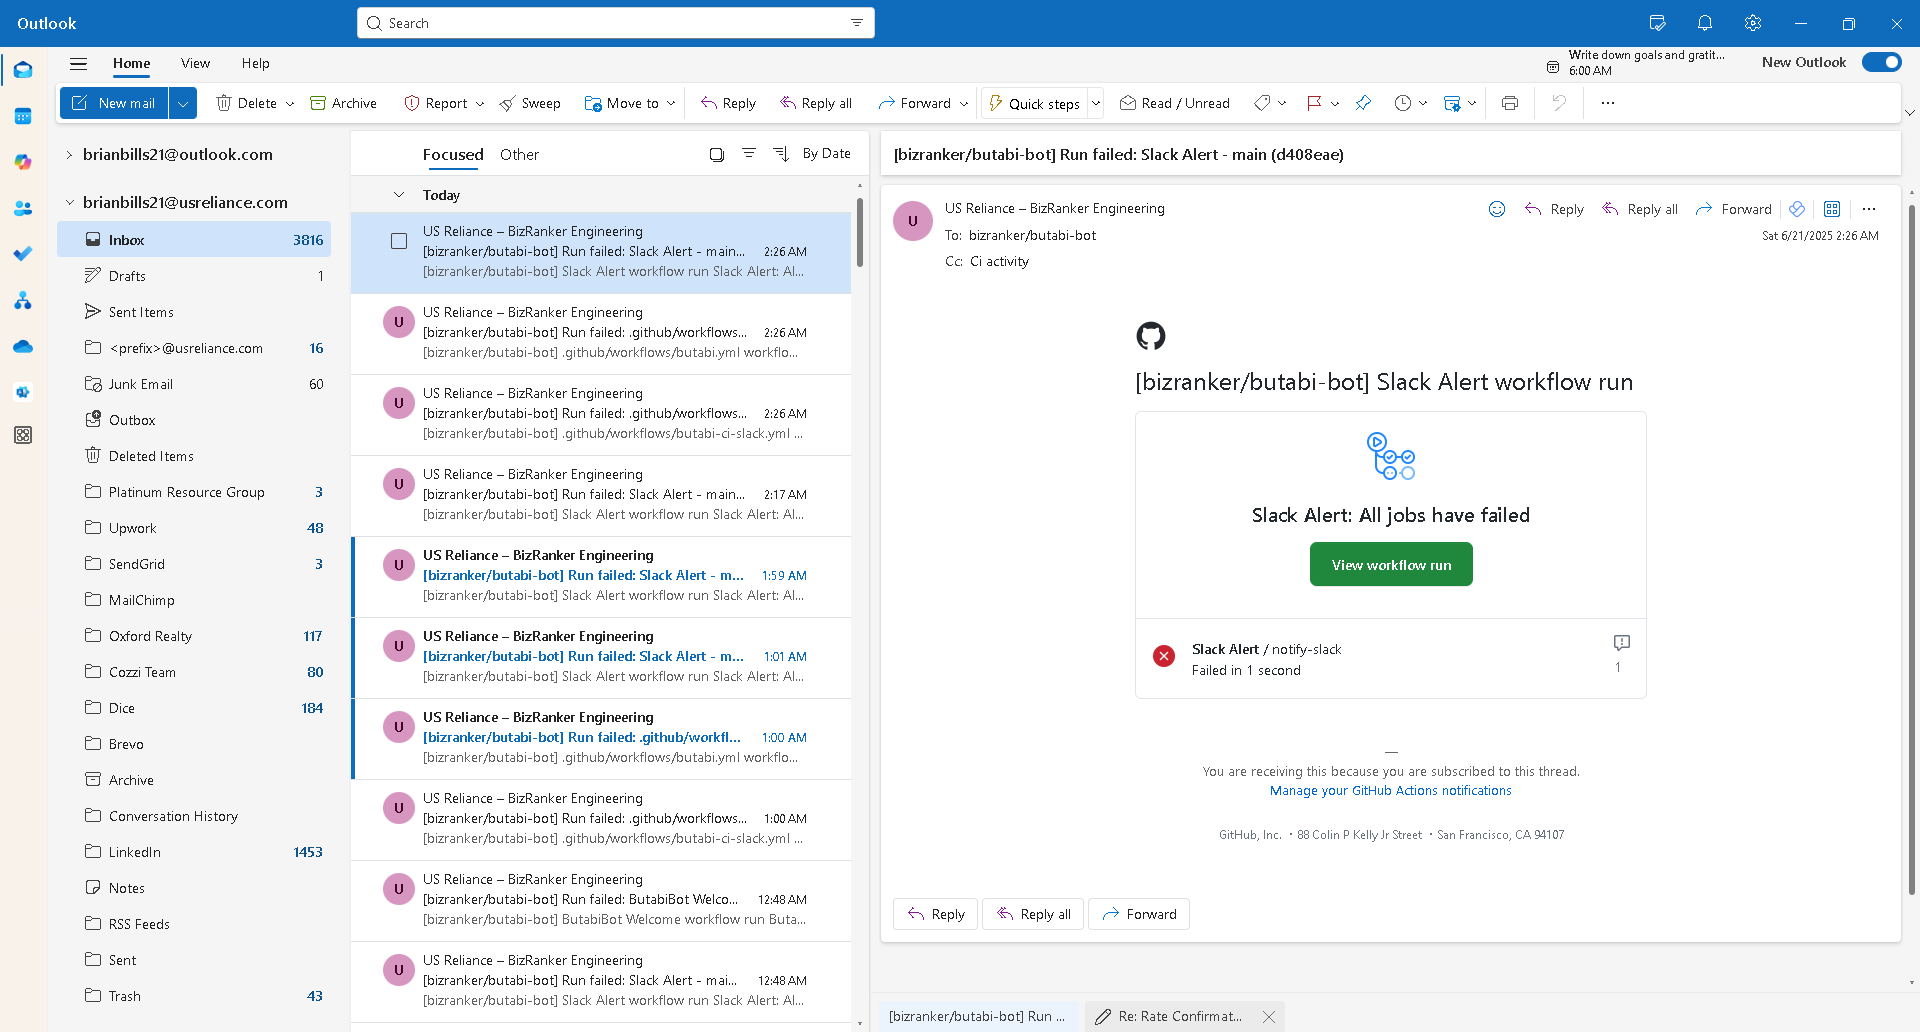 Outlook
Search
Home
View
Help
Write down goals and gratit...
6:00 AM
New Outlook
New mail
Delete
Archive
Report
Sweep
Move to
Reply
Reply all
Forward
Quick steps
Read / Unread
brianbills21@outlook.com
brianbills21@usreliance.com
Inbox 3816
Drafts 1
Sent Items
<prefix>@usreliance.com 16
Junk Email 60
Outbox
Deleted Items
Platinum Resource Group 3
Upwork 48
SendGrid 3
MailChimp
Oxford Realty 117
Cozzi Team 80
Dice 184
Brevo
Archive
Conversation History
LinkedIn 1453
Notes
RSS Feeds
Sent
Trash 43
Focused
Other
By Date
Today
US Reliance – BizRanker Engineering
[bizranker/butabi-bot] Run failed: Slack Alert - main... 2:26 AM
[bizranker/butabi-bot] Slack Alert workflow run Slack Alert: Al...
U
US Reliance – BizRanker Engineering
[bizranker/butabi-bot] Run failed: .github/workflows... 2:26 AM
[bizranker/butabi-bot] .github/workflows/butabi.yml workflo...
U
US Reliance – BizRanker Engineering
[bizranker/butabi-bot] Run failed: .github/workflows... 2:26 AM
[bizranker/butabi-bot] .github/workflows/butabi-ci-slack.yml ...
U
US Reliance – BizRanker Engineering
[bizranker/butabi-bot] Run failed: Slack Alert - main... 2:17 AM
[bizranker/butabi-bot] Slack Alert workflow run Slack Alert: Al...
U
US Reliance – BizRanker Engineering
[bizranker/butabi-bot] Run failed: Slack Alert - m... 1:59 AM
[bizranker/butabi-bot] Slack Alert workflow run Slack Alert: Al...
U
US Reliance – BizRanker Engineering
[bizranker/butabi-bot] Run failed: Slack Alert - m... 1:01 AM
[bizranker/butabi-bot] Slack Alert workflow run Slack Alert: Al...
U
US Reliance – BizRanker Engineering
[bizranker/butabi-bot] Run failed: .github/workfl... 1:00 AM
[bizranker/butabi-bot] .github/workflows/butabi.yml workflo...
U
US Reliance – BizRanker Engineering
[bizranker/butabi-bot] Run failed: .github/workflows... 1:00 AM
[bizranker/butabi-bot] .github/workflows/butabi-ci-slack.yml ...
U
US Reliance – BizRanker Engineering
[bizranker/butabi-bot] Run failed: ButabiBot Welco... 12:48 AM
[bizranker/butabi-bot] ButabiBot Welcome workflow run Buta...
U
US Reliance – BizRanker Engineering
[bizranker/butabi-bot] Run failed: Slack Alert - mai... 12:48 AM
[bizranker/butabi-bot] Slack Alert workflow run Slack Alert: Al...
[bizranker/butabi-bot] Run failed: Slack Alert - main (d408eae)
U
US Reliance – BizRanker Engineering
Reply
Reply all
Forward
To: bizranker/butabi-bot
Sat 6/21/2025 2:26 AM
Cc: Ci activity
[bizranker/butabi-bot] Slack Alert workflow run
Slack Alert: All jobs have failed
View workflow run
Slack Alert / notify-slack
Failed in 1 second
1
—
You are receiving this because you are subscribed to this thread.
Manage your GitHub Actions notifications
GitHub, Inc. ・88 Colin P Kelly Jr Street ・San Francisco, CA 94107
Reply
Reply all
Forward
[bizranker/butabi-bot] Run ...
Re: Rate Confirmat...